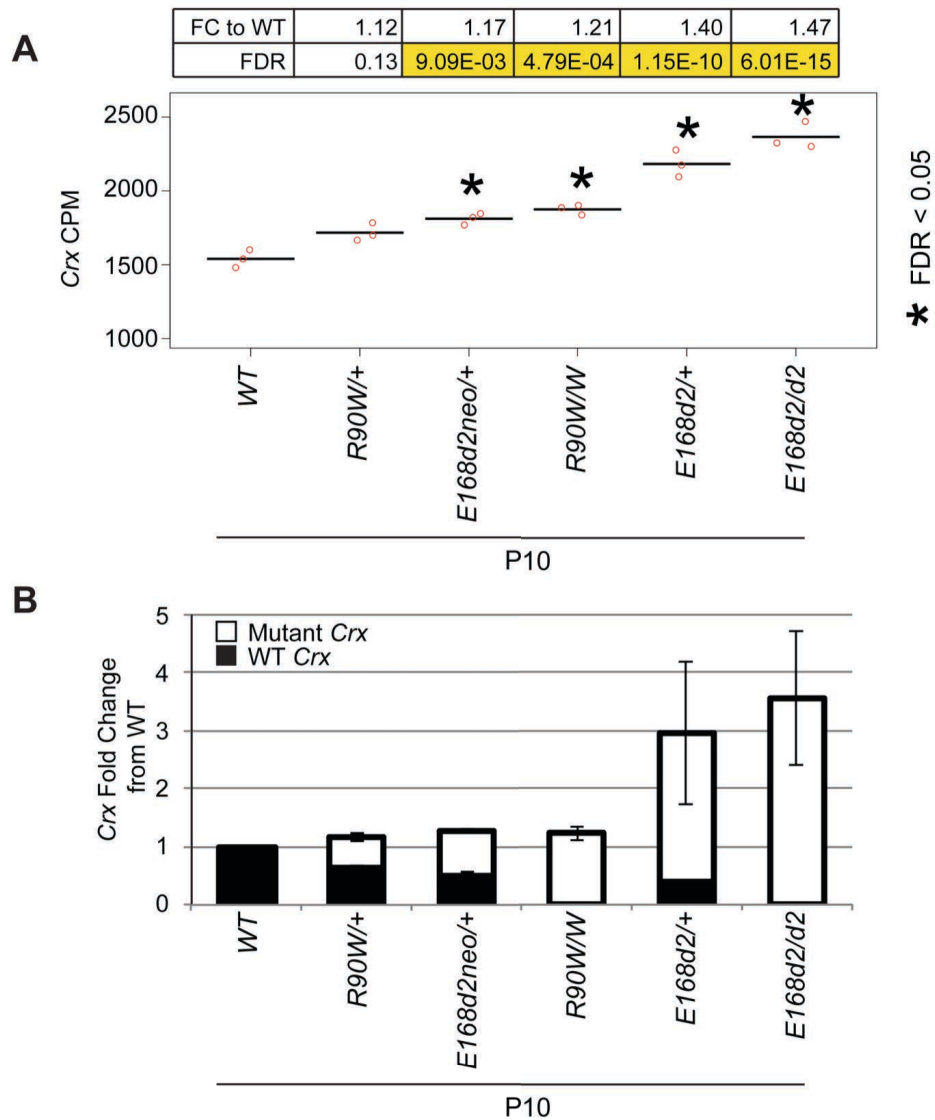 A
FC to WT 1.12 1.17 1.21 1.40 1.47
FDR 0.13 9.09E-03 4.79E-04 1.15E-10 6.01E-15
Crx CPM
2500
2000
1500
1000
* * * *
* FDR < 0.05
WT R90W/+ E168d2neo/+ R90W/W E168d2/+ E168d2/d2
P10
B
Crx Fold Change
from WT
5
4
3
2
1
0
Mutant Crx
WT Crx
WT R90W/+ E168d2neo/+ R90W/W E168d2/+ E168d2/d2
P10